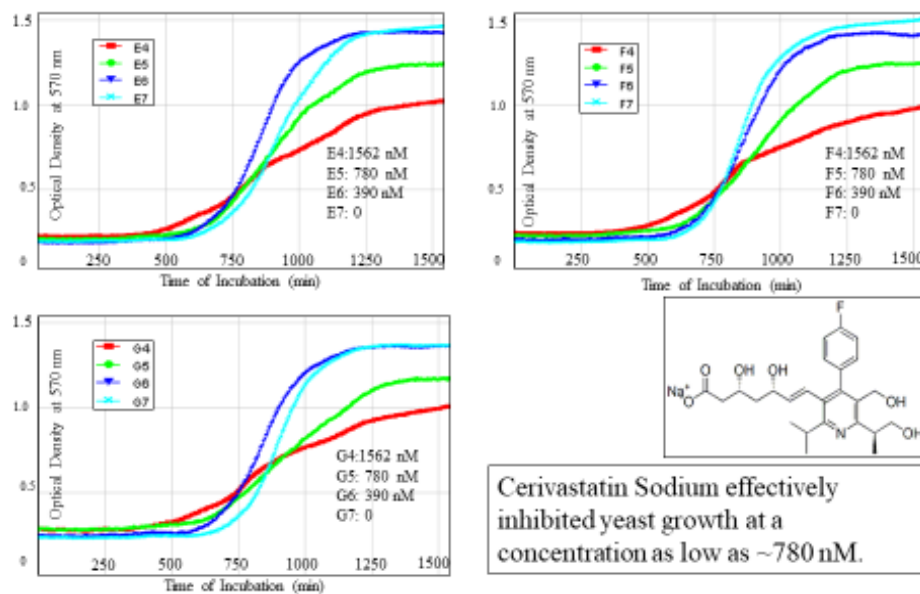 1.5
1.0
0.5
0
Optical Density at 570 nm
E4
E5
E6
E7
E4:1562 nM
E5: 780 nM
E6: 390 nM
E7: 0
250 500 750 1000 1250 1500
Time of Incubation (min)
1.5
1.0
0.5
0
Optical Density at 570 nm
F4
F5
F6
F7
F4:1562 nM
F5: 780 nM
F6: 390 nM
F7: 0
250 500 750 1000 1250 1500
Time of Incubation (min)
1.5
1.0
0.5
0
Optical Density at 570 nm
G4
G5
G6
G7
G4:1562 nM
G5: 780 nM
G6: 390 nM
G7: 0
250 500 750 1000 1250 1500
Time of Incubation (min)
F
O OH OH
Na+
O
OH
N
OH
Cerivastatin Sodium effectively
inhibited yeast growth at a
concentration as low as ~780 nM.